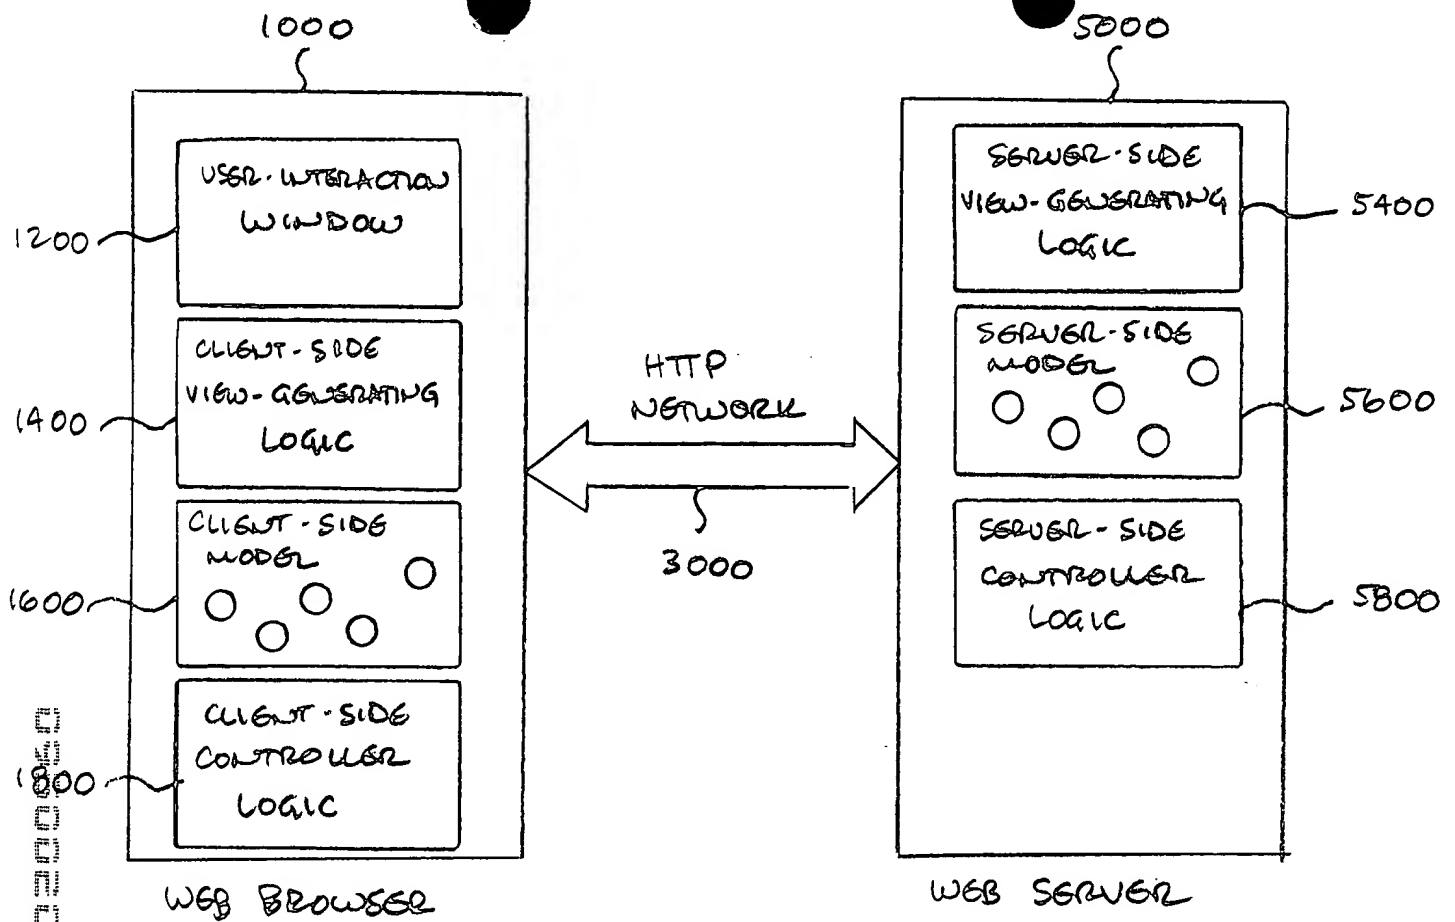 1000
USER-INTERACTION
WINDOW
1200
CLIENT-SIDE
VIEW-GENERATING
LOGIC
1400
CLIENT-SIDE
MODEL
1600
CLIENT-SIDE
CONTROLLER
LOGIC
1800
WEB BROWSER
HTTP
NETWORK
3000
5000
SERVER-SIDE
VIEW-GENERATING
LOGIC
5400
SERVER-SIDE
MODEL
5600
SERVER-SIDE
CONTROLLER
LOGIC
5800
WEB SERVER